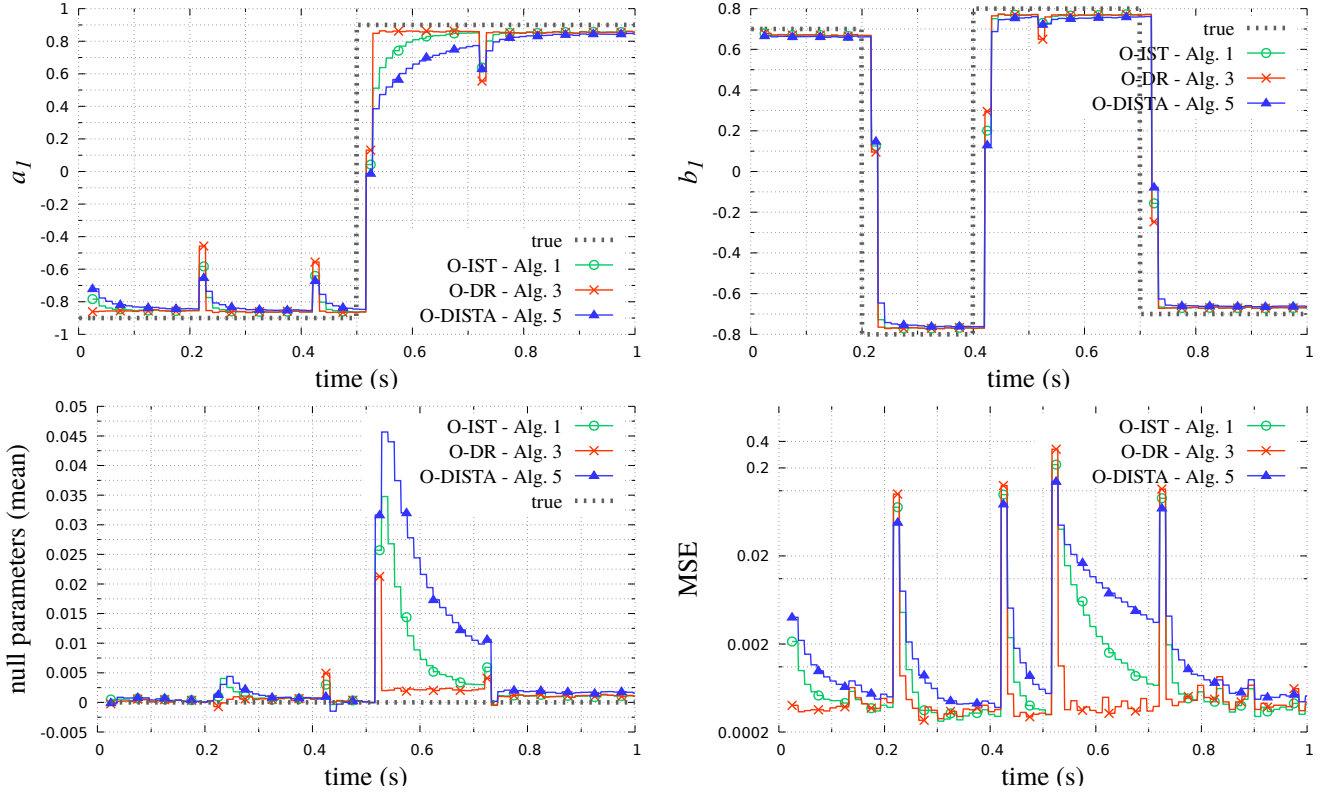 1
0.8
0.6
0.4
0.2
0
-0.2
-0.4
-0.6
-0.8
-1
0 0.2 0.4 0.6 0.8 1
a1
time (s)
true
O-IST - Alg. 1
O-DR - Alg. 3
O-DISTA - Alg. 5
0.8
0.6
0.4
0.2
0
-0.2
-0.4
-0.6
-0.8
0 0.2 0.4 0.6 0.8 1
b1
time (s)
true
O-IST - Alg. 1
O-DR - Alg. 3
O-DISTA - Alg. 5
0.05
0.045
0.04
0.035
0.03
0.025
0.02
0.015
0.01
0.005
0
-0.005
0 0.2 0.4 0.6 0.8 1
null parameters (mean)
time (s)
O-IST - Alg. 1
O-DR - Alg. 3
O-DISTA - Alg. 5
true
0.4
0.2
0.02
0.002
0.0002
0 0.2 0.4 0.6 0.8 1
MSE
time (s)
O-IST - Alg. 1
O-DR - Alg. 3
O-DISTA - Alg. 5